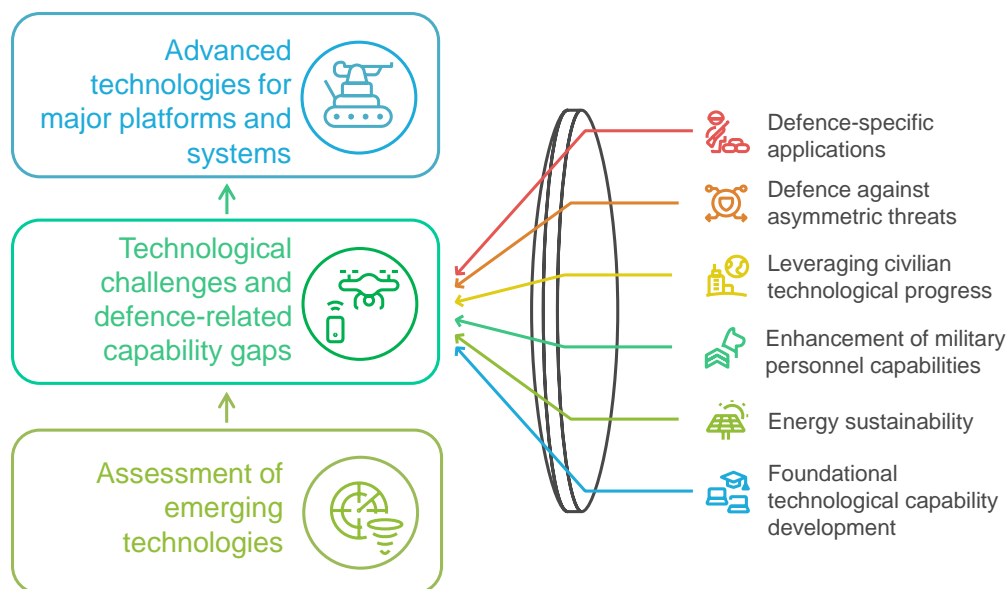 Advanced
technologies for
major platforms and
systems
Technological
challenges and
defence-related
capability gaps
Assessment of
emerging
technologies
Defence-specific
applications
Defence against
asymmetric threats
Leveraging civilian
technological progress
Enhancement of military
personnel capabilities
Energy sustainability
Foundational
technological capability
development